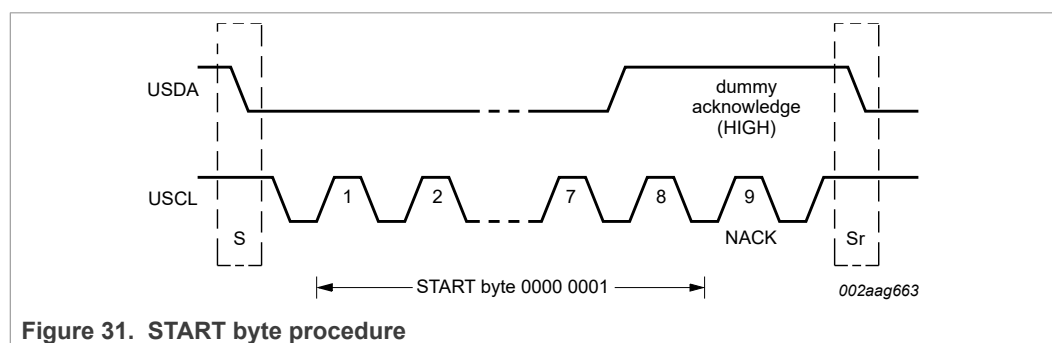 USDA
dummy
acknowledge
(HIGH)
USCL
1
2
7
8
9
S
NACK
Sr
START byte 0000 0001
002aag663
Figure 31. START byte procedure